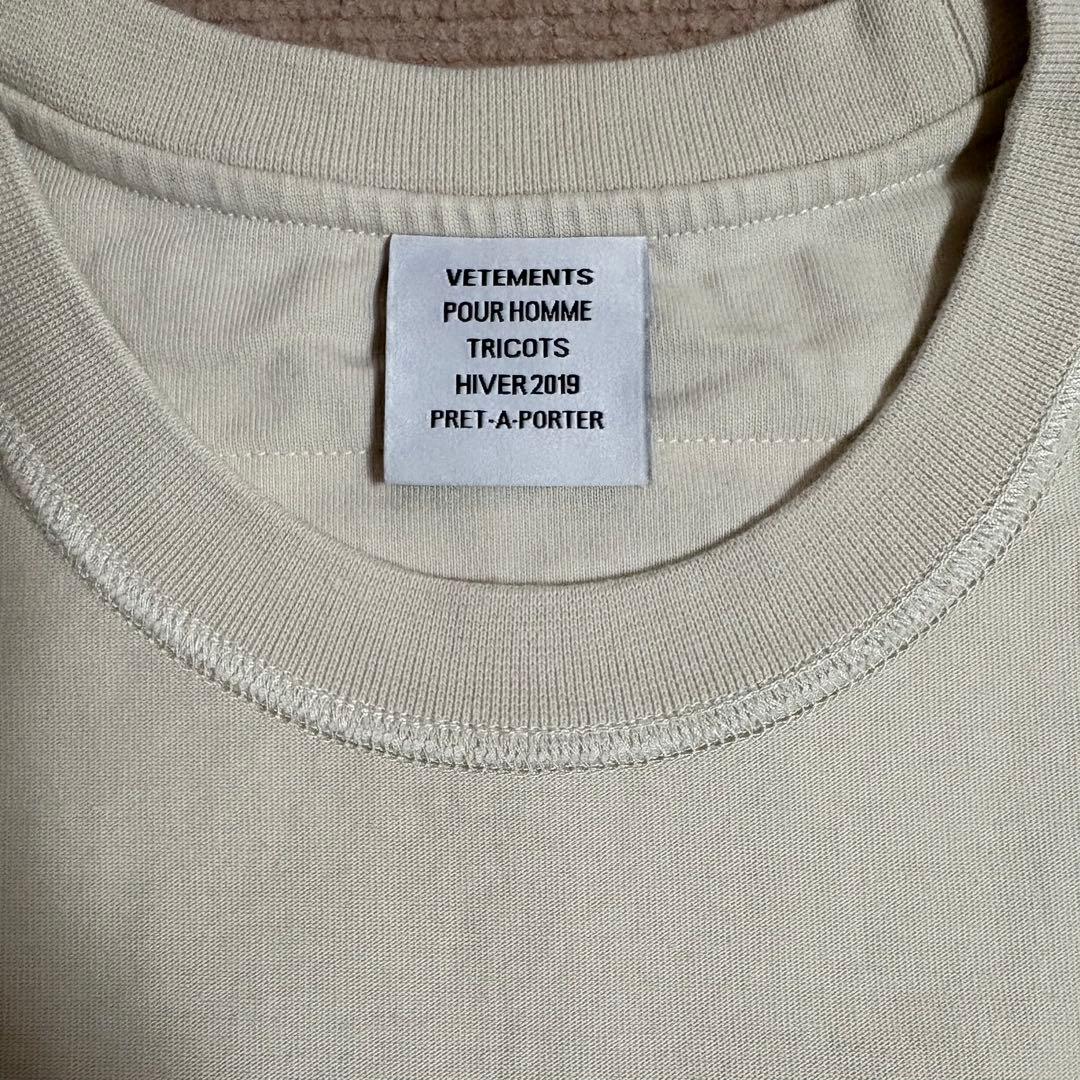 VETEMENTS
POUR HOMME
TRICOTS
HIVER 2019
PRET-A-PORTER